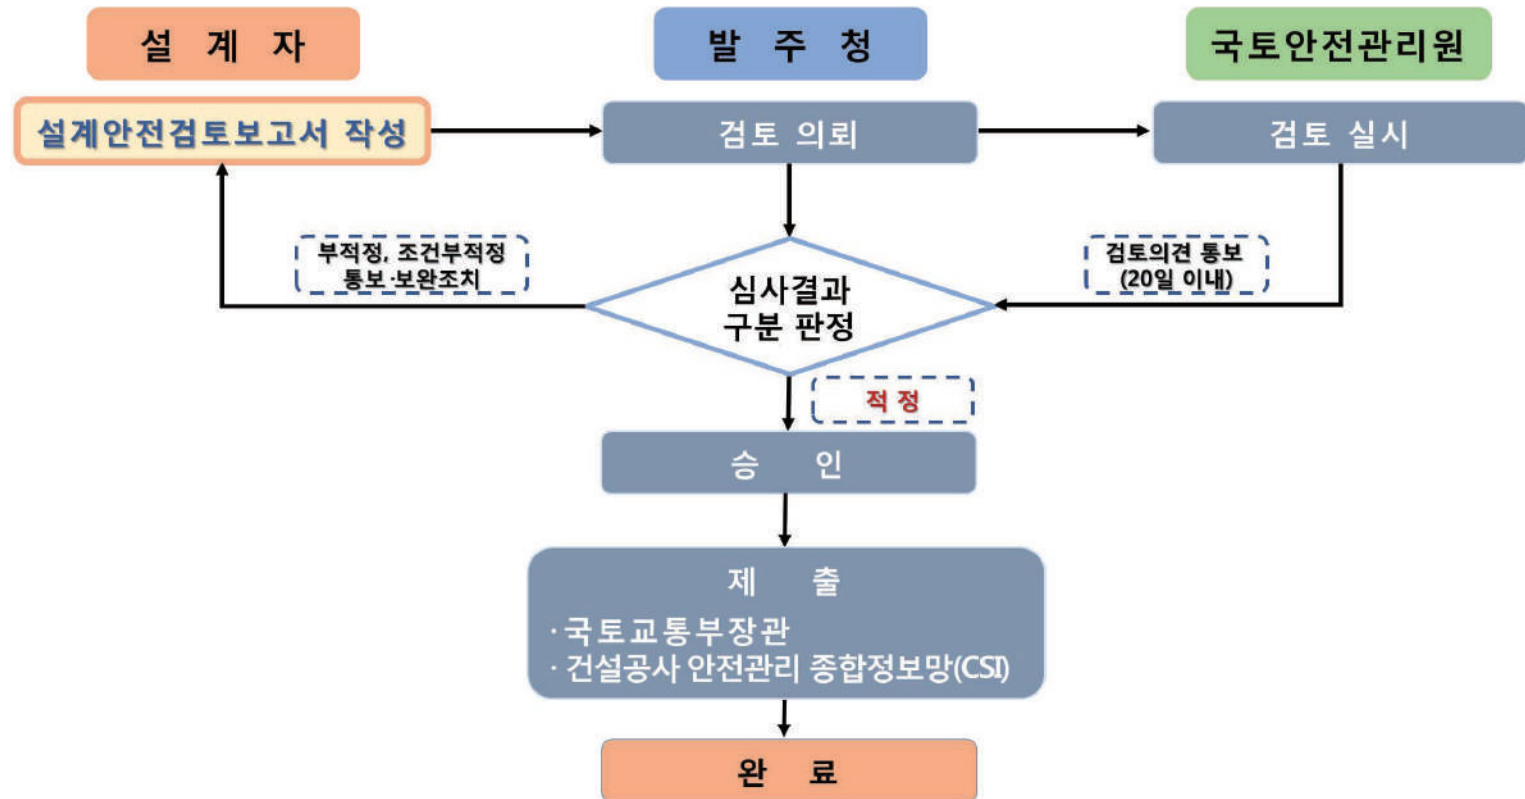 설 계 자
발 주 청
국토안전관리원
설계안전검토보고서 작성
검토 의뢰
검토 실시
부적정, 조건부적정
통보·보완조치
심사결과
구분 판정
검토의견 통보
(20일 이내)
적 정
승 인
제 출
· 국토교통부장관
· 건설공사 안전관리 종합정보망(CSI)
완 료